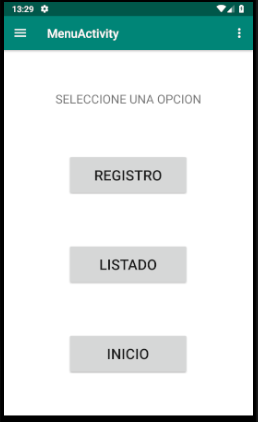 13:29
MenuActivity
SELECCIONE UNA OPCION
REGISTRO
LISTADO
INICIO